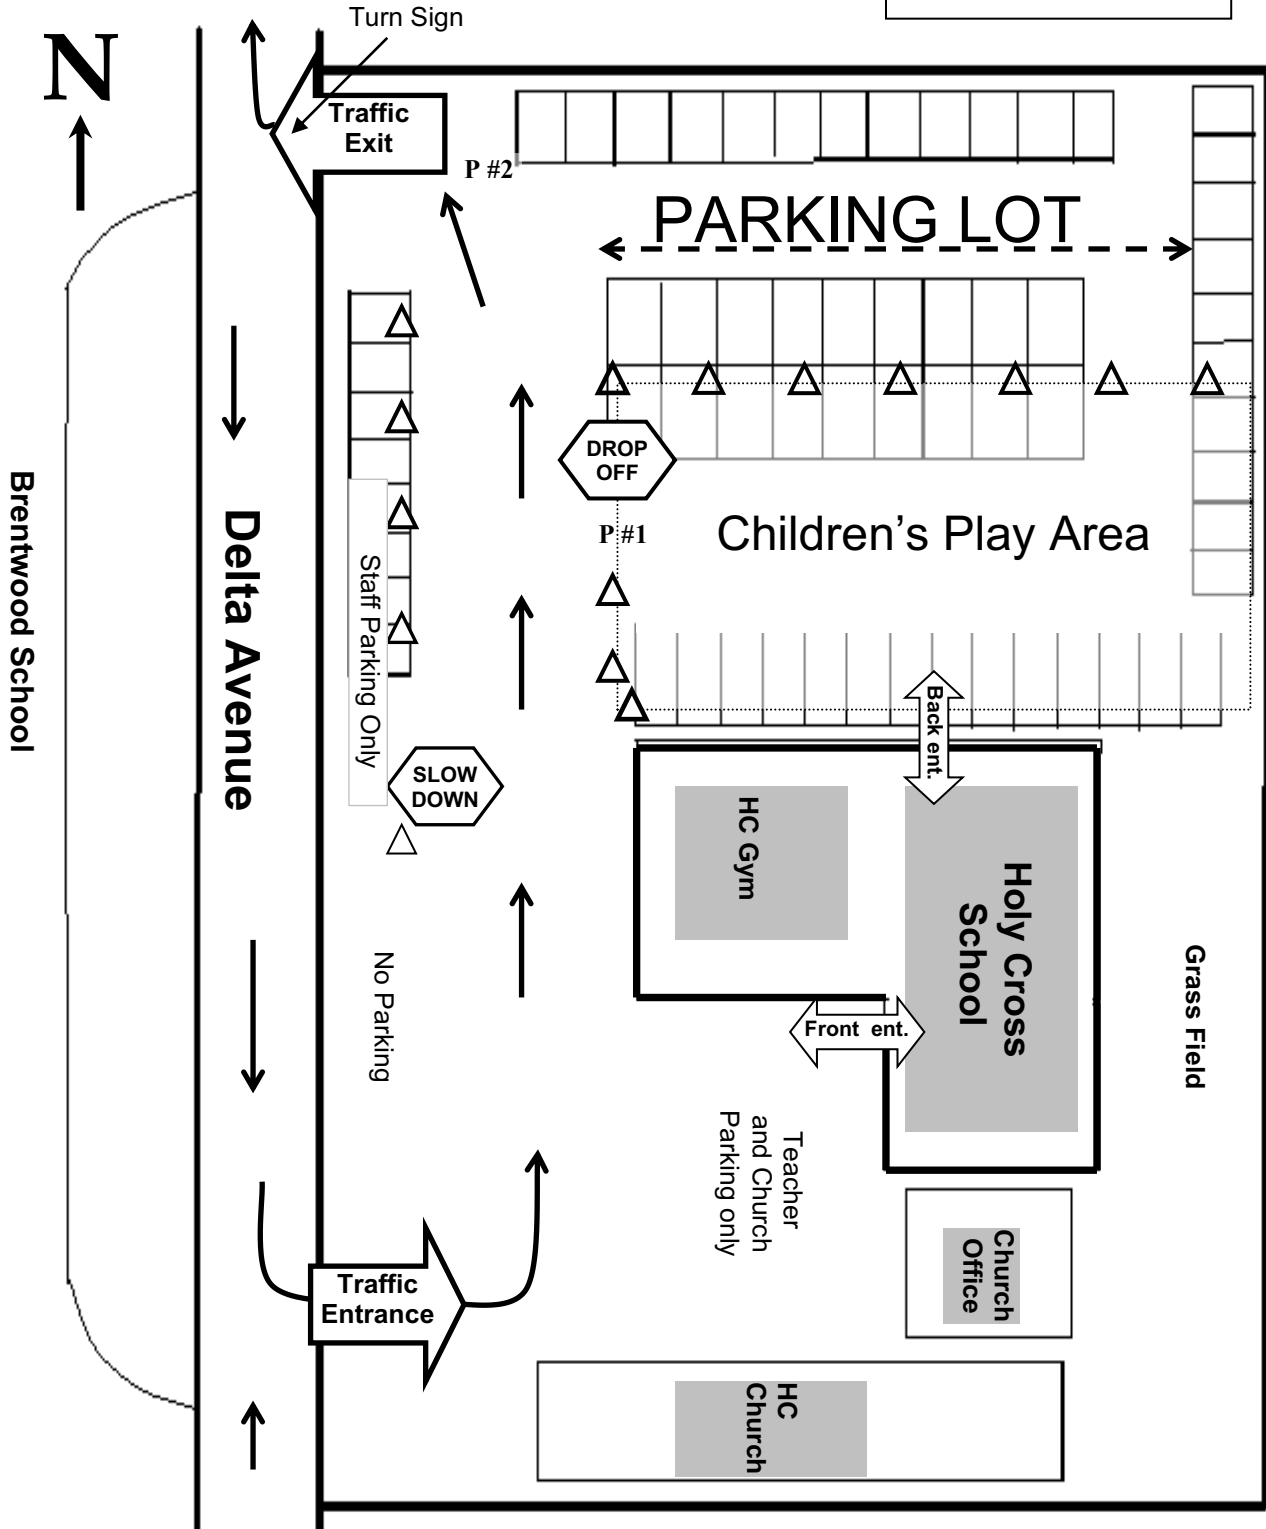 Turn Sign
N
Traffic
Exit
P #2
PARKING LOT
DROP
OFF
P #1
Children's Play Area
Brentwood School
Delta Avenue
Staff Parking Only
SLOW
DOWN
Back ent.
HC Gym
Holy Cross
School
No Parking
Grass Field
Front ent.
Teacher
and Church
Parking only
Church
Office
Traffic
Entrance
HC
Church